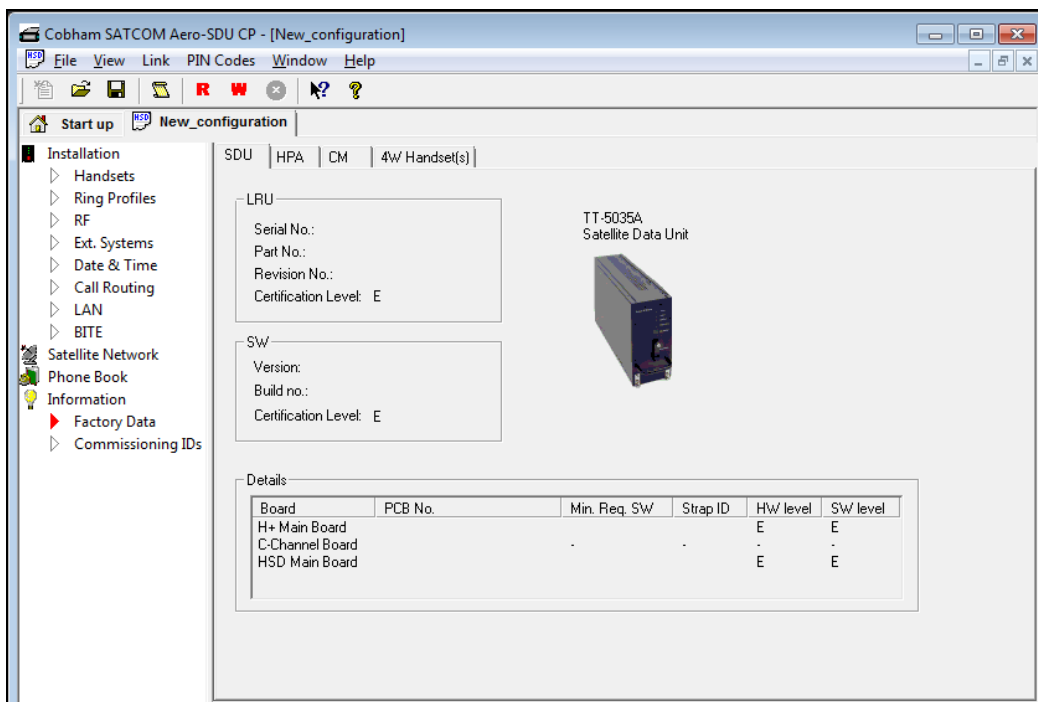 Cobham SATCOM Aero-SDU CP - [New_configuration]
HSD File View Link PIN Codes Window Help
R W ? ?
Start up HSD New_configuration
Installation
Handsets
Ring Profiles
RF
Ext. Systems
Date & Time
Call Routing
LAN
BITE
Satellite Network
Phone Book
Information
Factory Data
Commissioning IDs
SDU HPA CM 4W Handset(s)
LRU
Serial No.:
Part No.:
Revision No.:
Certification Level: E
TT-5035A
Satellite Data Unit
SW
Version:
Build no.:
Certification Level: E
Details
Board PCB No. Min. Req. SW Strap ID HW level SW level
H+ Main Board E E
C-Channel Board - - - -
HSD Main Board E E